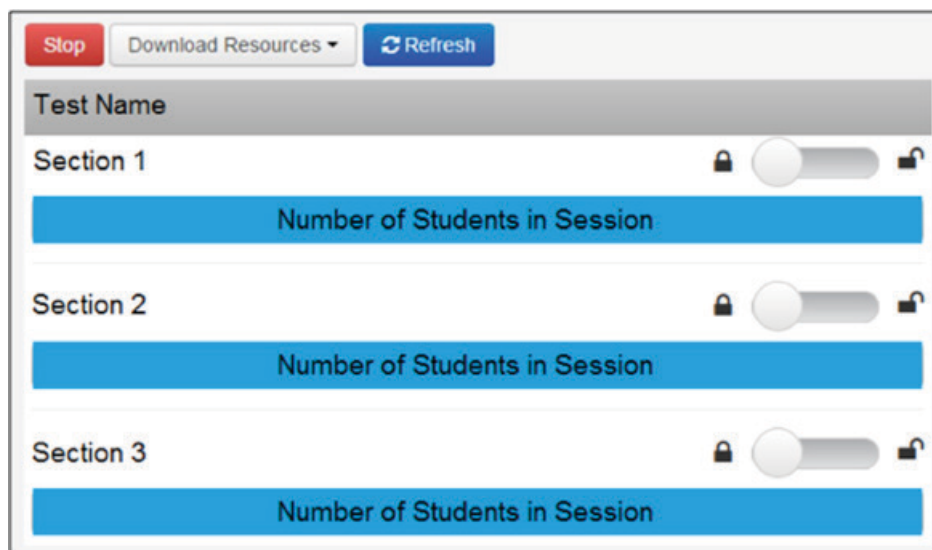 Stop Download Resources Refresh
Test Name
Section 1
Number of Students in Session
Section 2
Number of Students in Session
Section 3
Number of Students in Session